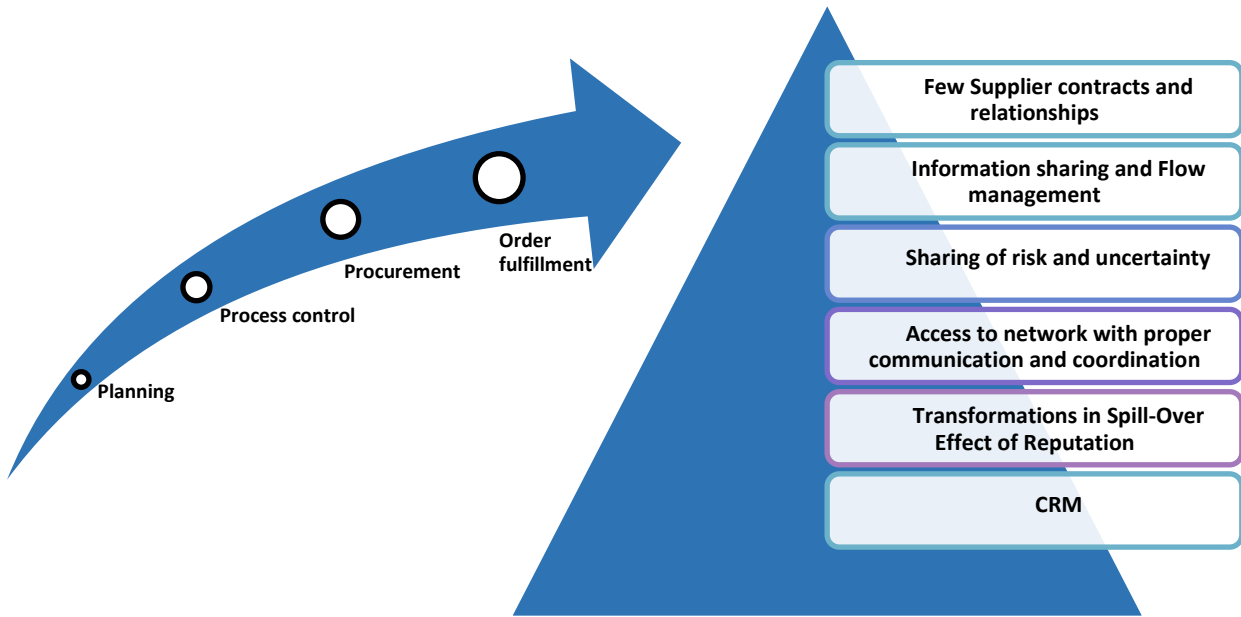 Planning
Process control
Procurement
Order
fulfillment
Few Supplier contracts and
relationships
Information sharing and Flow
management
Sharing of risk and uncertainty
Access to network with proper
communication and coordination
Transformations in Spill-Over
Effect of Reputation
CRM